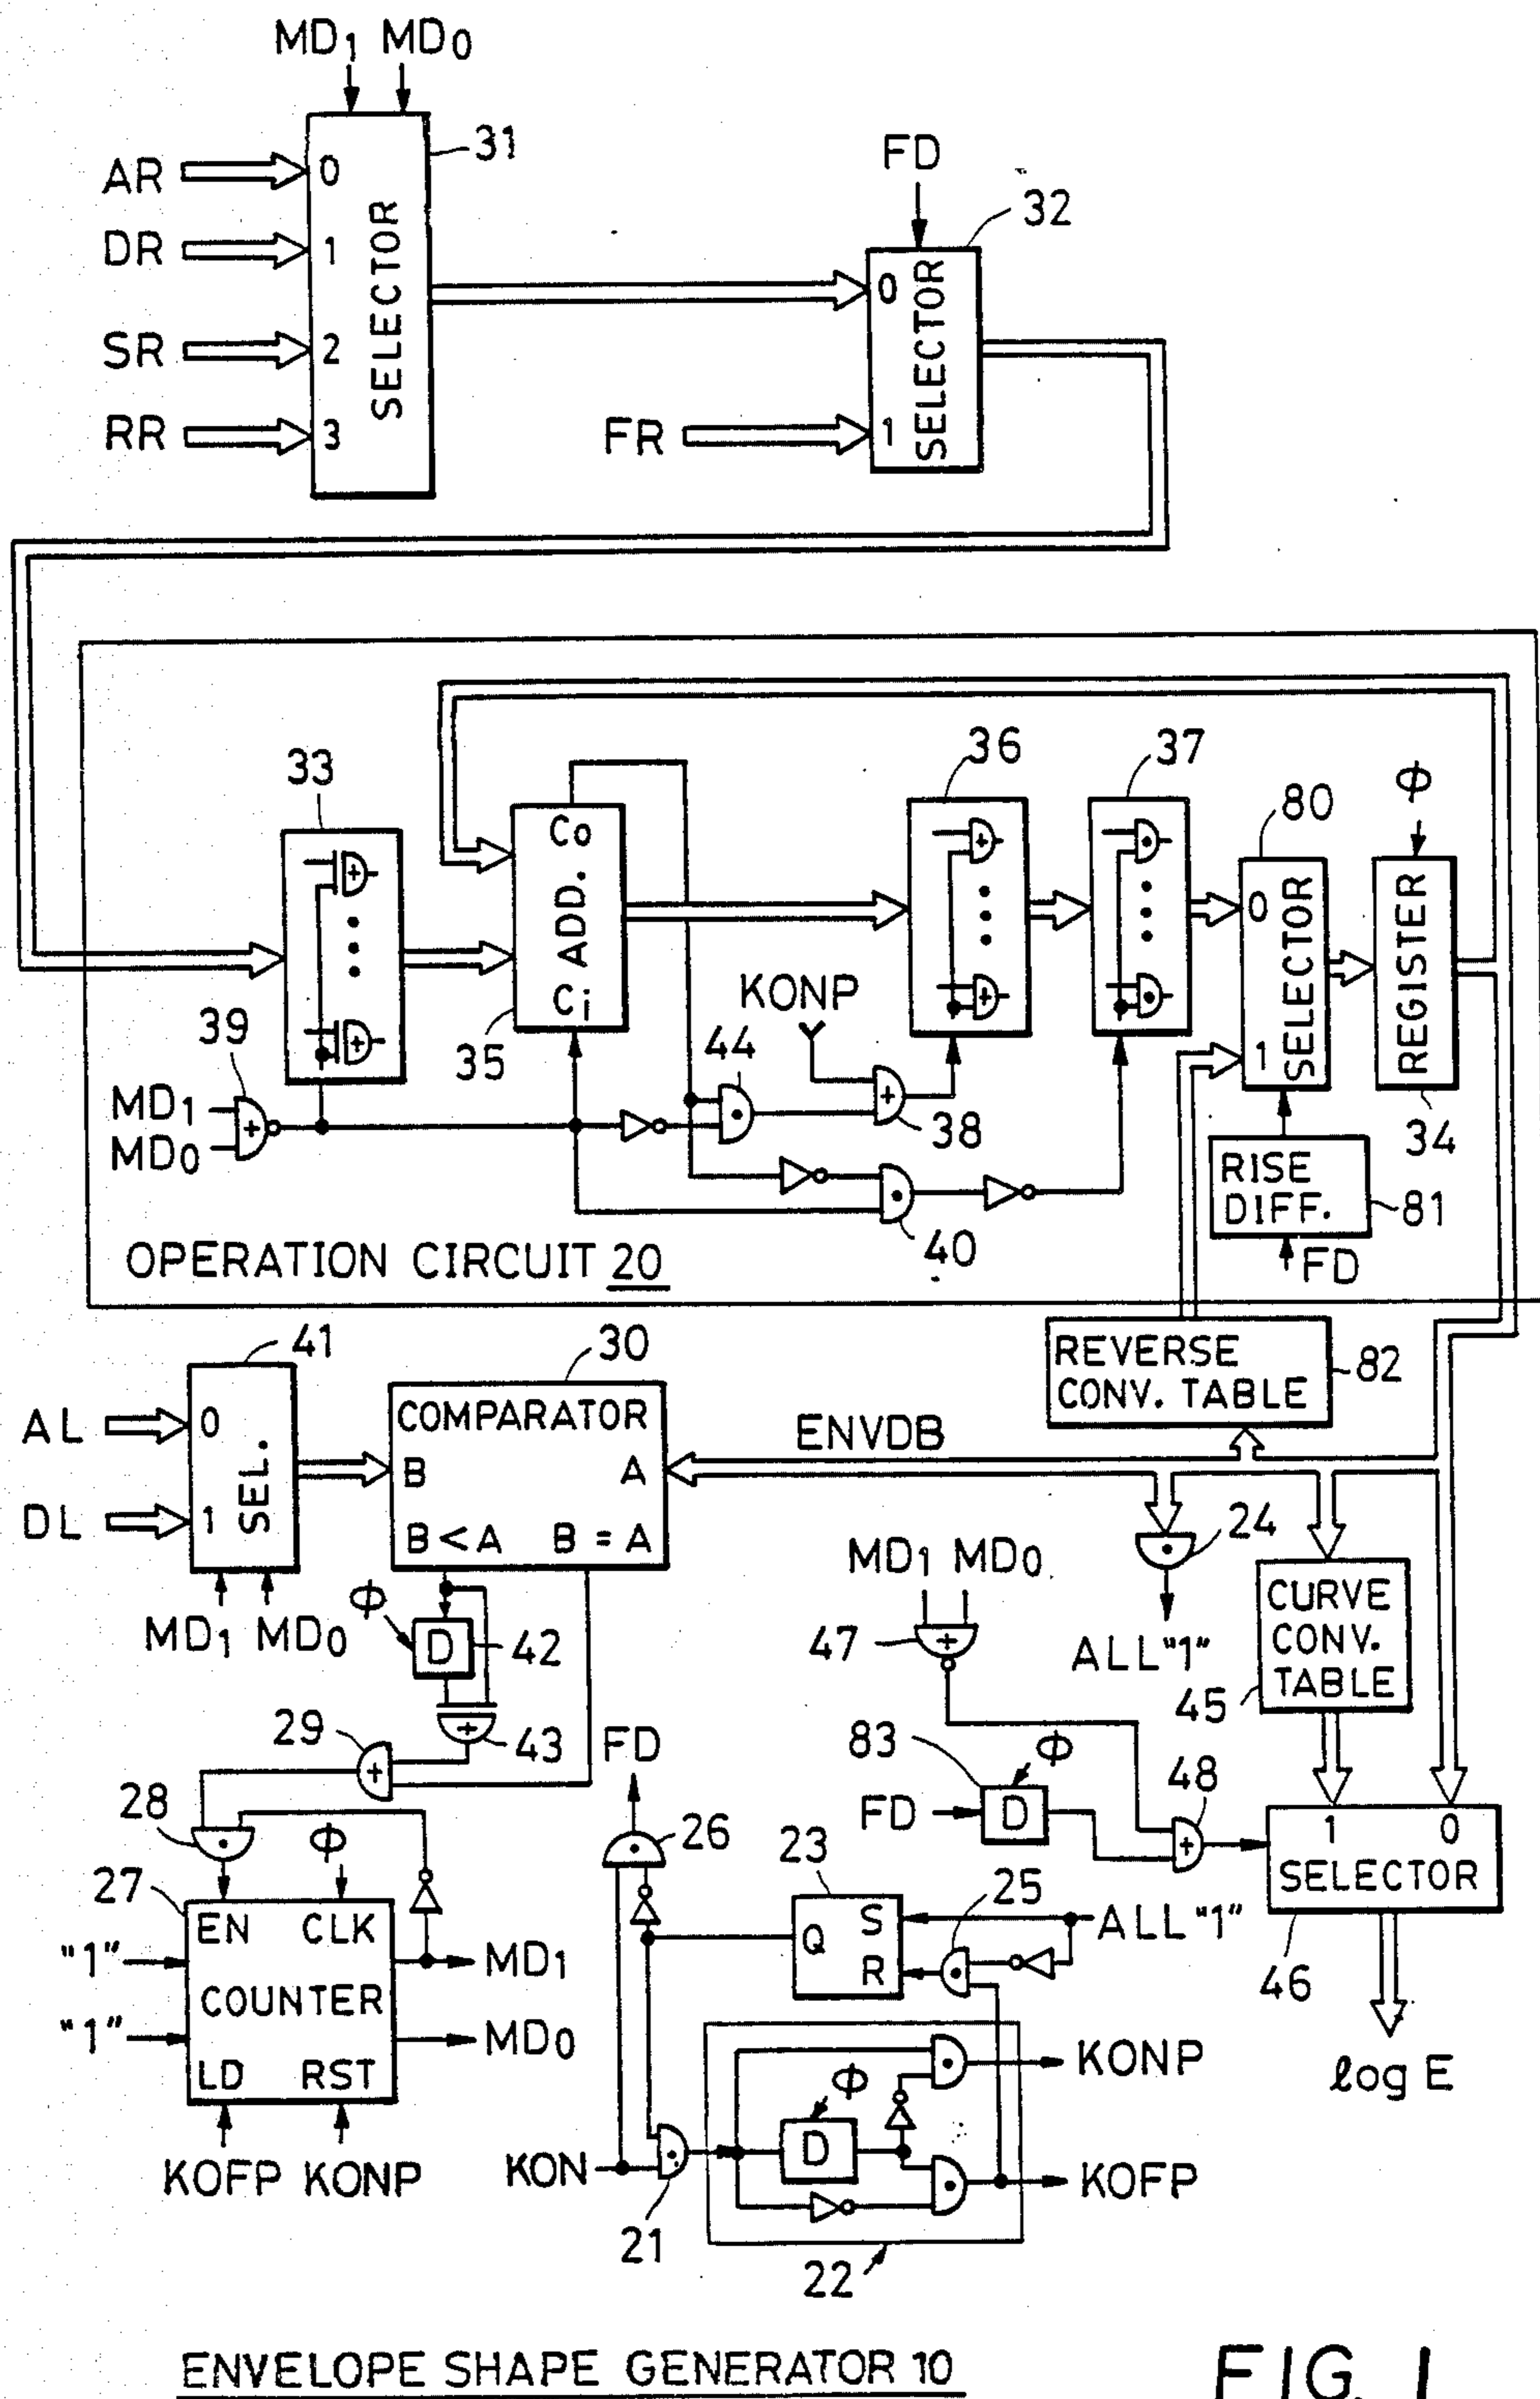 MD1 MD0
31
AR
0
DR
1
SR
2
RR
3
SELECTOR
FD
32
0
SELECTOR
FR
1
33
36
37
80
ϕ
Co
ADD.
Ci
35
0
SELECTOR
1
REGISTER
34
KONP
39
44
MD1
MD0
38
40
RISE
DIFF.
81
FD
OPERATION CIRCUIT 20
41
30
AL
0
DL
1
SEL.
COMPARATOR
B A
B < A B = A
ENVDB
REVERSE
CONV. TABLE
82
MD1 MD0
ϕ
D
42
43
29
28
MD1 MD0
47
24
ALL "1"
CURVE
CONV.
TABLE
45
FD
26
83
ϕ
FD
D
48
1 0
SELECTOR
46
log E
ϕ
27
EN CLK
"1"
MD1
COUNTER
"1"
MD0
LD RST
KOFP KONP
23
25
S
Q
R
ALL "1"
KONP
ϕ
D
KON
KOFP
21
22
ENVELOPE SHAPE GENERATOR 10
FIG. 1